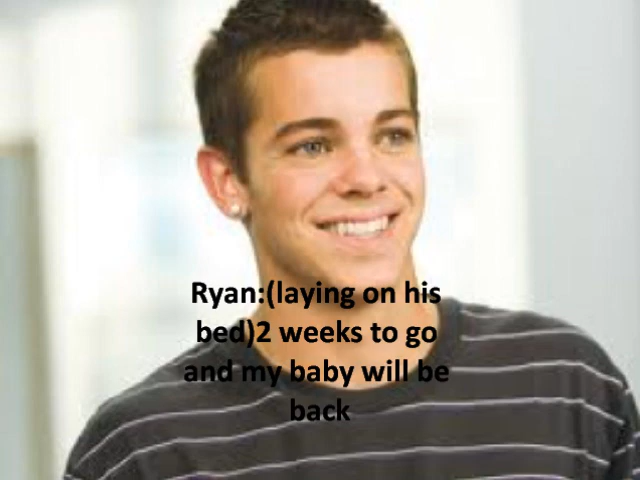 Ryan:(laying on his
bed)2 weeks to go
and my baby will be
back